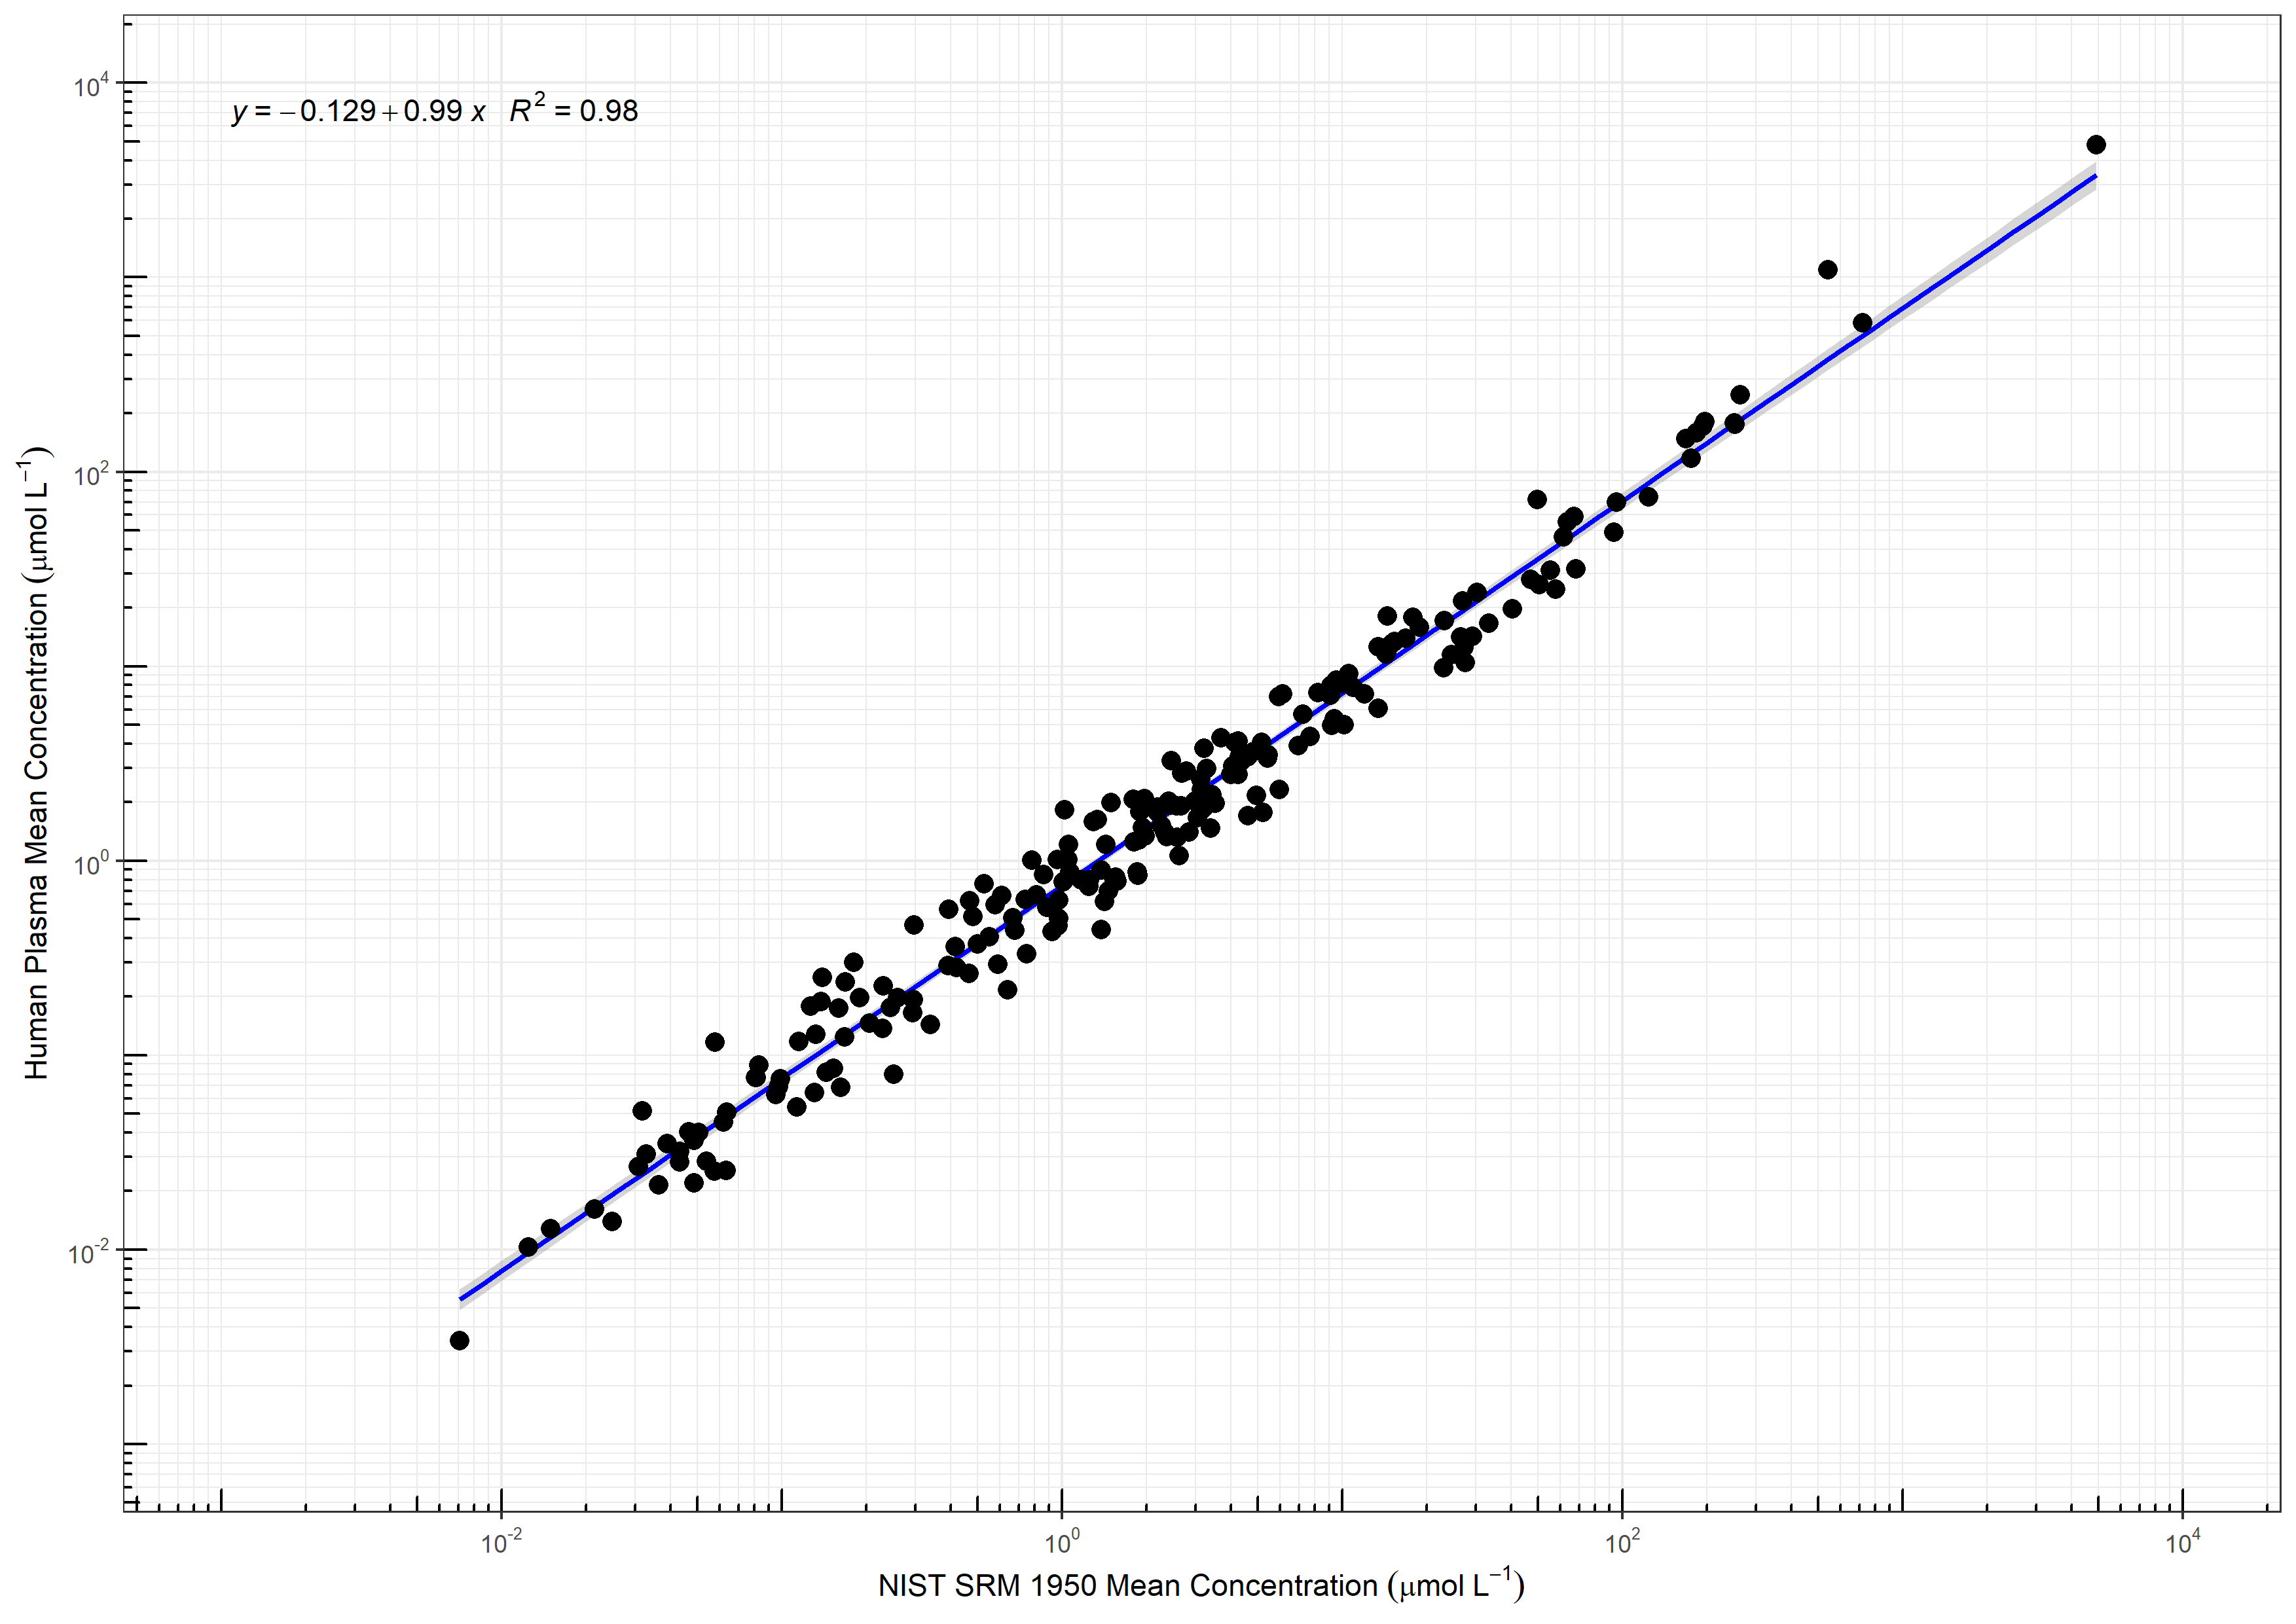 10⁴
y = −0.129 + 0.99 x R² = 0.98
10²
10⁰
10⁻²
Human Plasma Mean Concentration (μmol L⁻¹)
10⁻² 10⁰ 10² 10⁴
NIST SRM 1950 Mean Concentration (μmol L⁻¹)